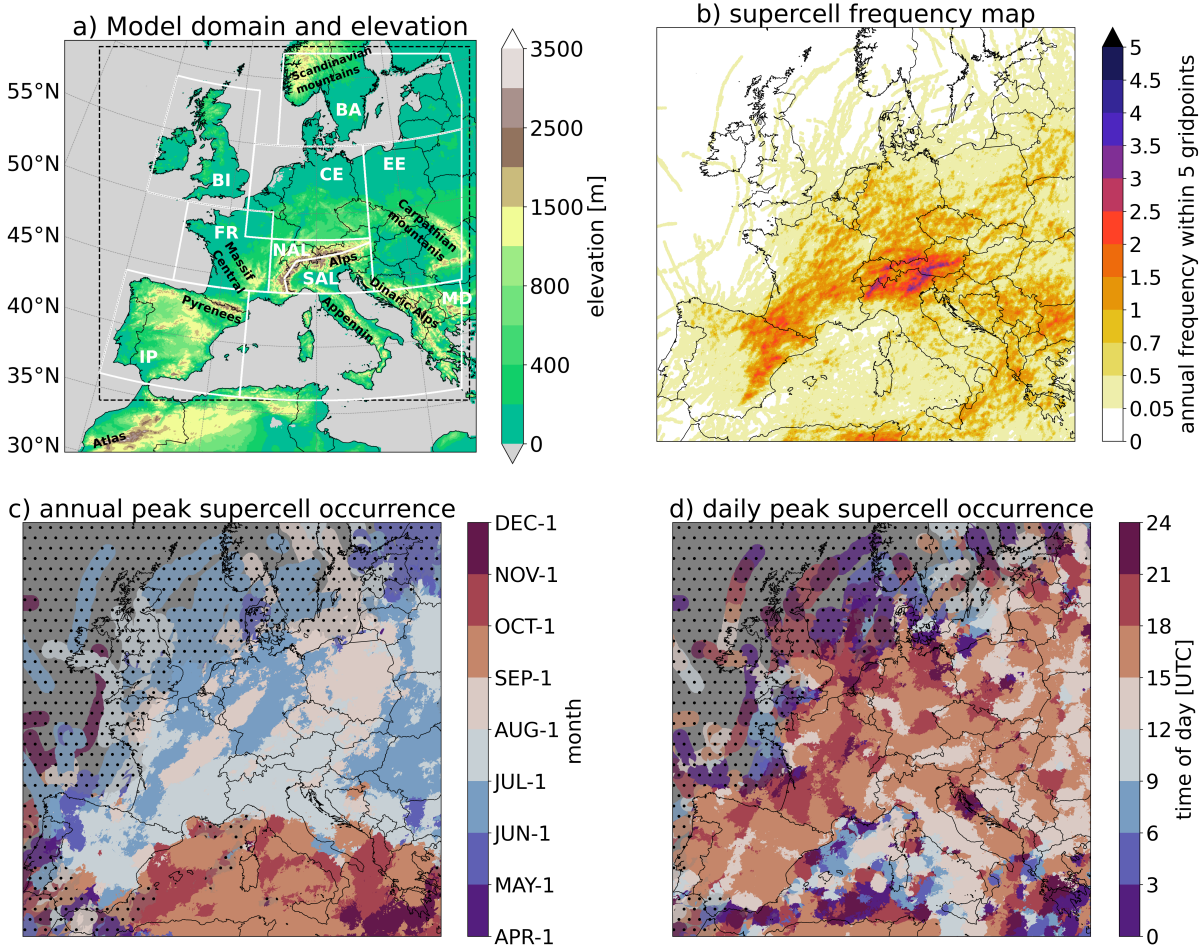 a) Model domain and elevation
55°N
50°N
45°N
40°N
35°N
30°N
Scandinavian
mountains
BA
BI
CE
EE
FR
Massif
Central
NAL
Alps
SAL
Carpathian
mountanis
Pyrenees
Dinaric Alps
MD
Appennin
IP
Atlas
3500
2500
1500
800
400
0
elevation [m]
b) supercell frequency map
5
4.5
4
3.5
3
2.5
2
1.5
1
0.7
0.5
0.05
0
annual frequency within 5 gridpoints
c) annual peak supercell occurrence
DEC-1
NOV-1
OCT-1
SEP-1
AUG-1
JUL-1
JUN-1
MAY-1
APR-1
month
d) daily peak supercell occurrence
24
21
18
15
12
9
6
3
0
time of day [UTC]